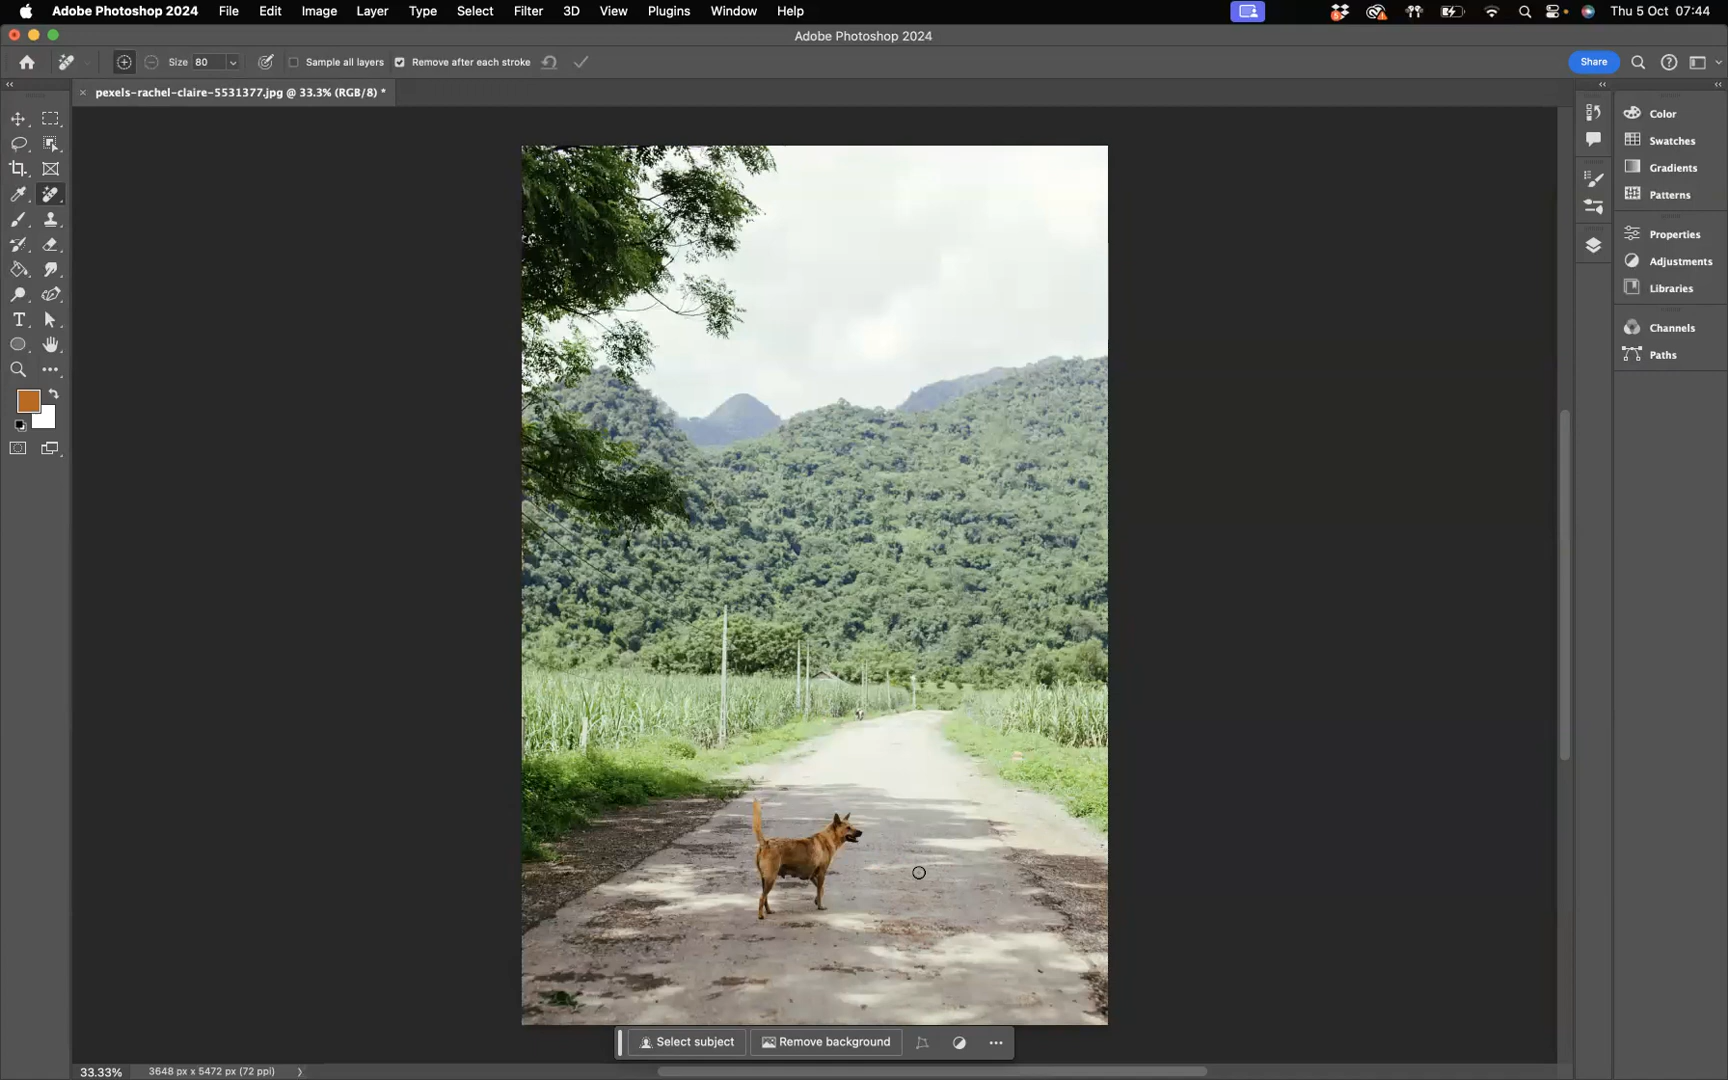 Adobe Photoshop 2024 File Edit Image Layer Type Select Filter 3D View Plugins Window Help Thu 5 Oct 07:44
Adobe Photoshop 2024
Size 80 Sample all layers Remove after each stroke Share
pexels-rachel-claire-5531377.jpg @ 33.3% (RGB/8) *
Color
Swatches
Gradients
Patterns
Properties
Adjustments
Libraries
Channels
Paths
Select subject Remove background
33.33% 3648 px x 5472 px (72 ppi)